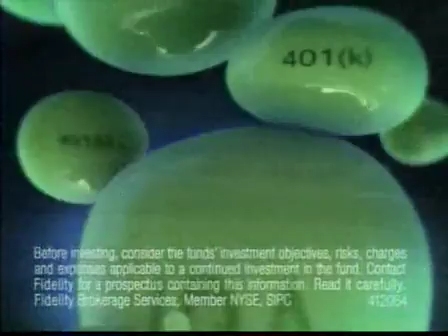 401(k)
Before investing, consider the funds' investment objectives, risks, charges
and expenses applicable to a continued investment in the fund. Contact
Fidelity for a prospectus containing this information. Read it carefully.
Fidelity Brokerage Services, Member NYSE, SIPC 412054